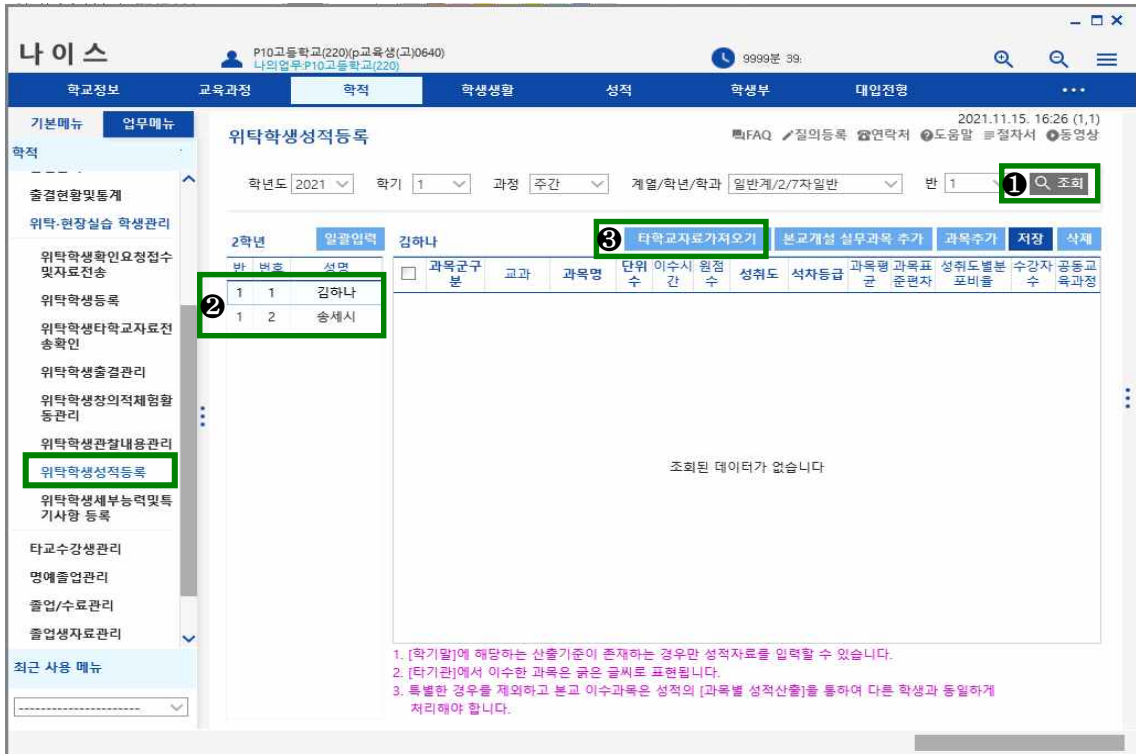 나이스
P10고등학교(220)(p교육생(고)0640)
나의업무:P10고등학교(220)
9999분 39:
학교정보 교육과정 학적 학생생활 성적 학생부 대입전형 •••
기본메뉴 업무메뉴
2021.11.15. 16:26 (1,1)
위탁학생성적등록
FAQ 질의등록 연락처 도움말 절차서 동영상
학적
학년도 2021 학기 1 과정 주간 계열/학년/학과 일반계/2/7차일반 반 1 ❶ 조회
출결현황및통계
위탁·현장실습 학생관리
위탁학생확인요청접수
및자료전송
위탁학생등록
위탁학생타학교자료전
송확인
위탁학생출결관리
위탁학생창의적체험활
동관리
위탁학생관찰내용관리
위탁학생성적등록
위탁학생세부능력및특
기사항 등록
타교수강생관리
명예졸업관리
졸업/수료관리
졸업생자료관리
최근 사용 메뉴
----------------------
2학년 일괄입력
반 번호 성명
❷
1 1 김하나
1 2 송세시
김하나 ❸ 타학교자료가져오기 본교개설 실무과목 추가 과목추가 저장 삭제
과목군구분 교과 과목명 단위수 이수시간 원점수 성취도 석차등급 과목평균 과목표준편차 성취도별분포비율 수강자수 공동교육과정
조회된 데이터가 없습니다
1. [학기말]에 해당하는 산출기준이 존재하는 경우만 성적자료를 입력할 수 있습니다.
2. [타기관]에서 이수한 과목은 굵은 글씨로 표현됩니다.
3. 특별한 경우를 제외하고 본교 이수과목은 성적의 [과목별 성적산출]을 통하여 다른 학생과 동일하게
처리해야 합니다.